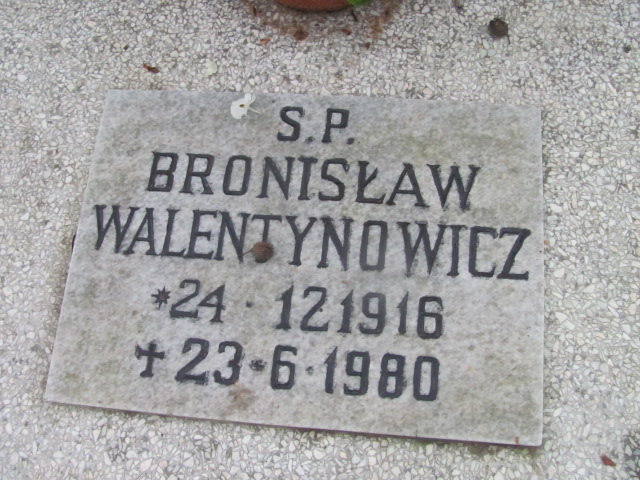 S.P.
BRONISŁAW
WALENTYNOWICZ
*24 · 12 1916
✝23·6·1980